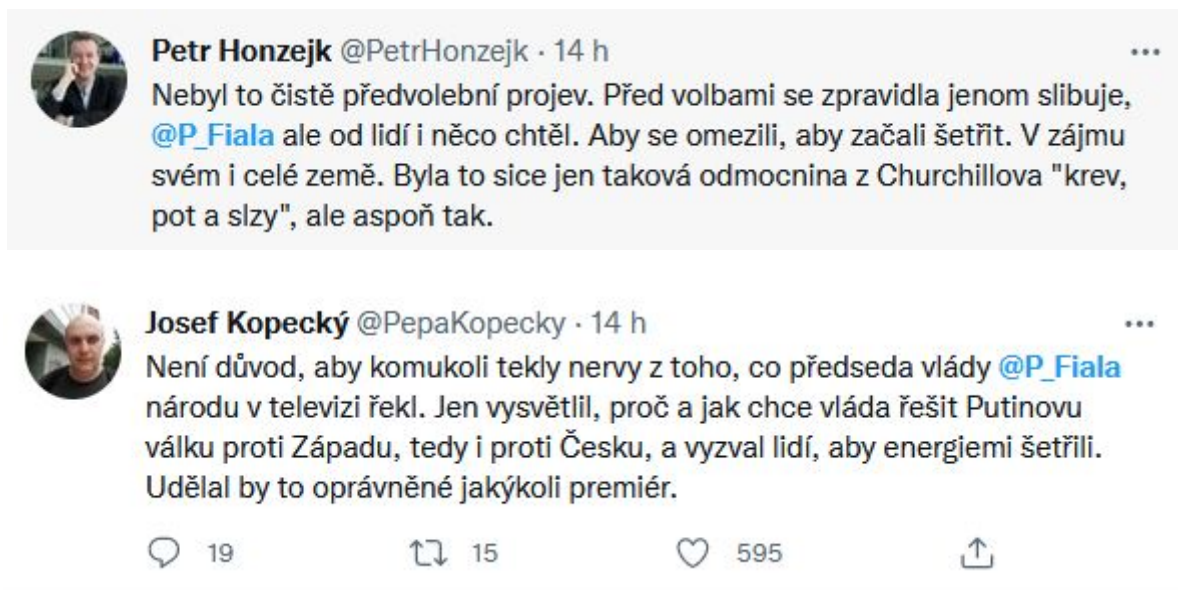 Petr Honzejk @PetrHonzejk · 14 h
Nebyl to čistě předvolební projev. Před volbami se zpravidla jenom slibuje,
@P_Fiala ale od lidí i něco chtěl. Aby se omezili, aby začali šetřit. V zájmu
svém i celé země. Byla to sice jen taková odmocnina z Churchillova "krev,
pot a slzy", ale aspoň tak.
Josef Kopecký @PepaKopecky · 14 h
Není důvod, aby komukoli tekly nervy z toho, co předseda vlády @P_Fiala
národu v televizi řekl. Jen vysvětlil, proč a jak chce vláda řešit Putinovu
válku proti Západu, tedy i proti Česku, a vyzval lidí, aby energiemi šetřili.
Udělal by to oprávněné jakýkoli premiér.
19 15 595